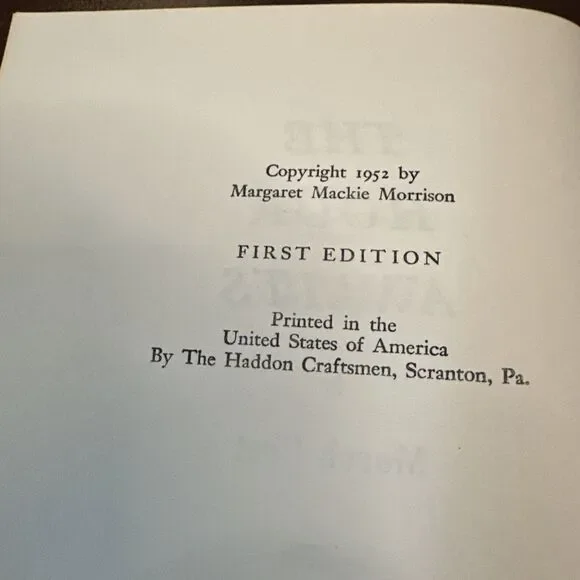 Copyright 1952 by
Margaret Mackie Morrison
FIRST EDITION
Printed in the
United States of America
By The Haddon Craftsmen, Scranton, Pa.